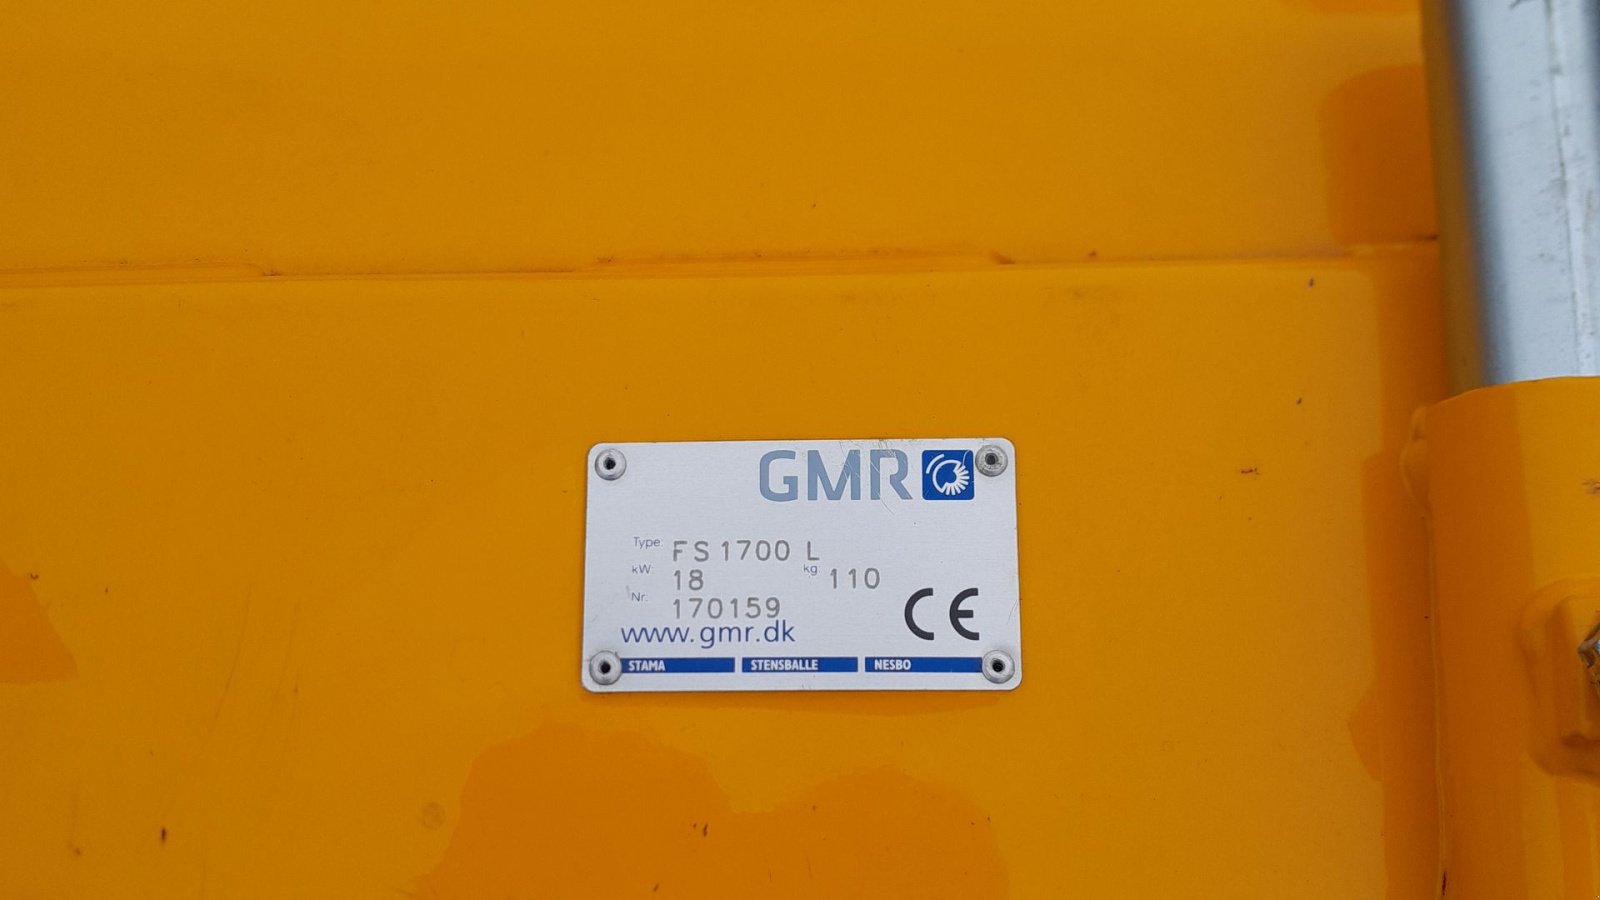 GMR
Type: FS 1700 L
kW: 18 kg 110
Nr. 170159
www.gmr.dk
CE
STAMA STENSBALLE NESBO